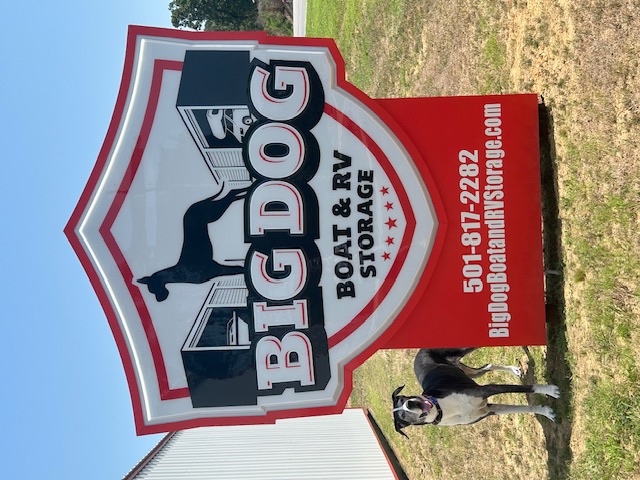 BIG DOG
BOAT & RV
STORAGE
501-817-2282
BigDogBoatandRVStorage.com